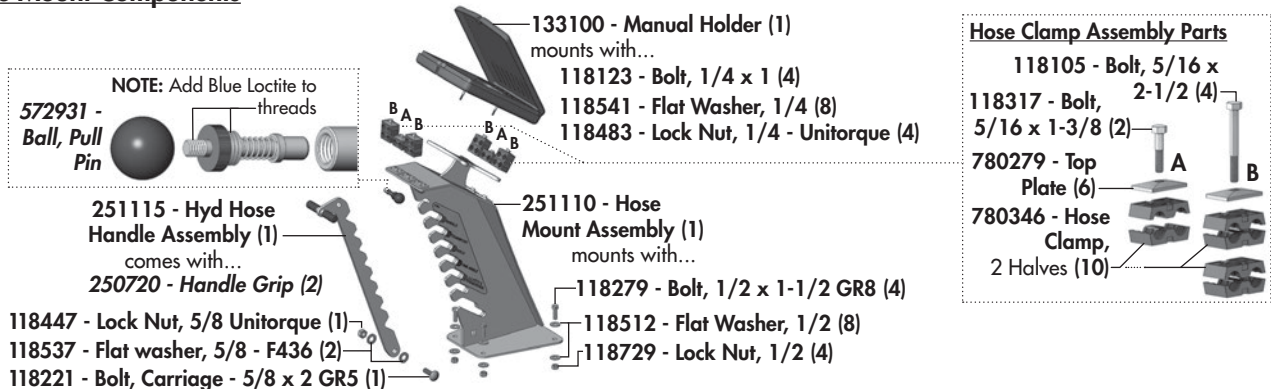 133100 - Manual Holder (1)
mounts with...
118123 - Bolt, 1/4 x 1 (4)
118541 - Flat Washer, 1/4 (8)
118483 - Lock Nut, 1/4 - Unitorque (4)
NOTE: Add Blue Loctite to
threads
572931 -
Ball, Pull
Pin
B
A
B
B
A
B
251115 - Hyd Hose
Handle Assembly (1)
comes with...
250720 - Handle Grip (2)
251110 - Hose
Mount Assembly (1)
mounts with...
118279 - Bolt, 1/2 x 1-1/2 GR8 (4)
118512 - Flat Washer, 1/2 (8)
118729 - Lock Nut, 1/2 (4)
118447 - Lock Nut, 5/8 Unitorque (1)
118537 - Flat washer, 5/8 - F436 (2)
118221 - Bolt, Carriage - 5/8 x 2 GR5 (1)
Hose Clamp Assembly Parts
118105 - Bolt, 5/16 x
2-1/2 (4)
118317 - Bolt,
5/16 x 1-3/8 (2)
A
B
780279 - Top
Plate (6)
780346 - Hose
Clamp,
2 Halves (10)